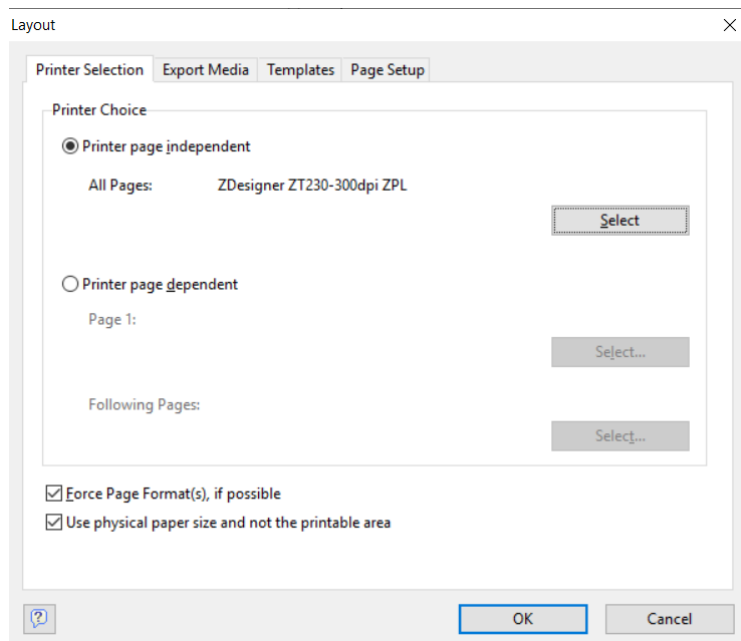 Layout
Printer Selection Export Media Templates Page Setup
Printer Choice
Printer page independent
All Pages: ZDesigner ZT230-300dpi ZPL
Select
Printer page dependent
Page 1:
Select...
Following Pages:
Select...
Force Page Format(s), if possible
Use physical paper size and not the printable area
OK Cancel